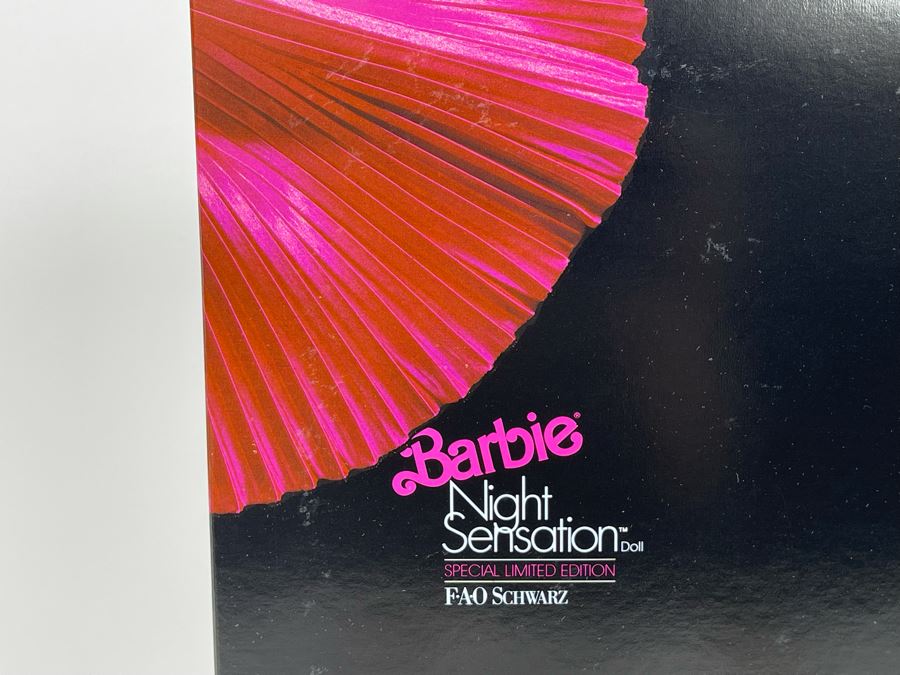 Barbie®
Night
Sensation™ Doll
SPECIAL LIMITED EDITION
F·A·O SCHWARZ